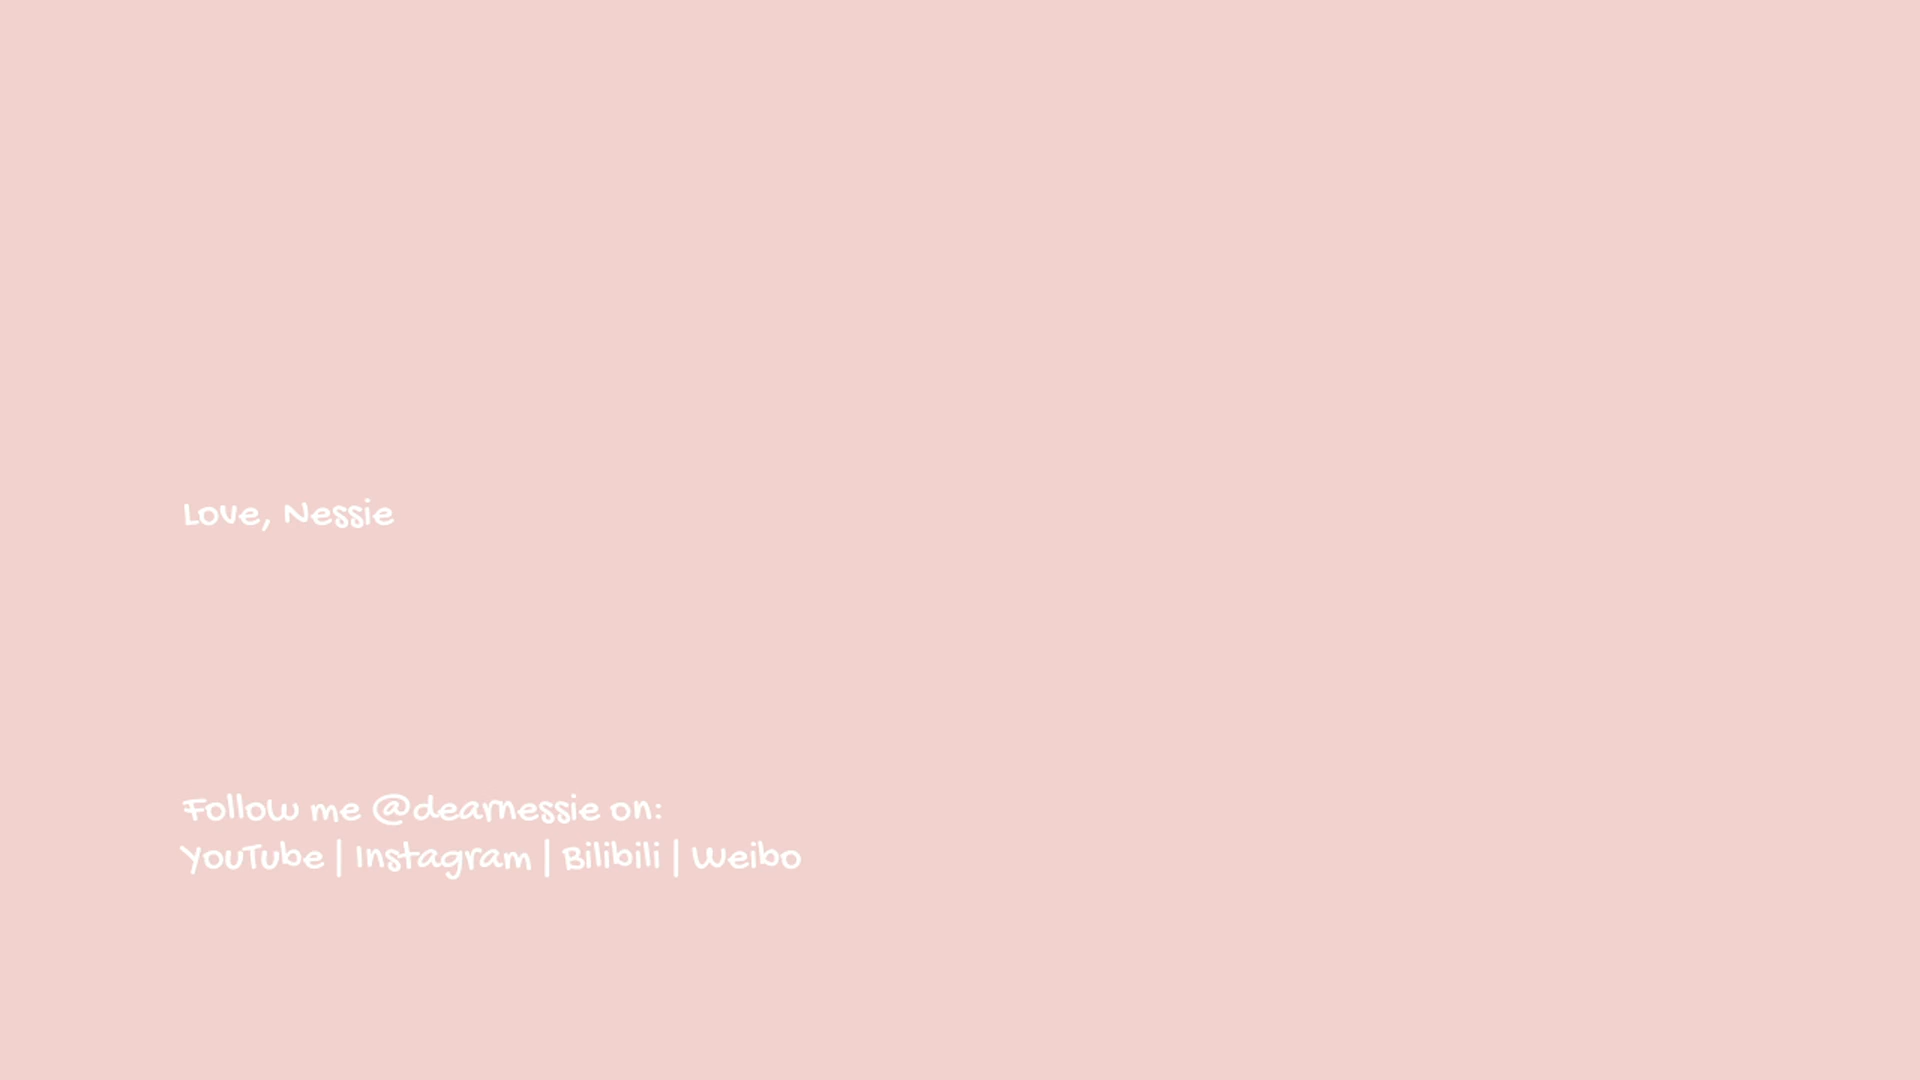 Love, Nessie
Follow me @dearnessie on:
YouTube | Instagram | Bilibili | Weibo